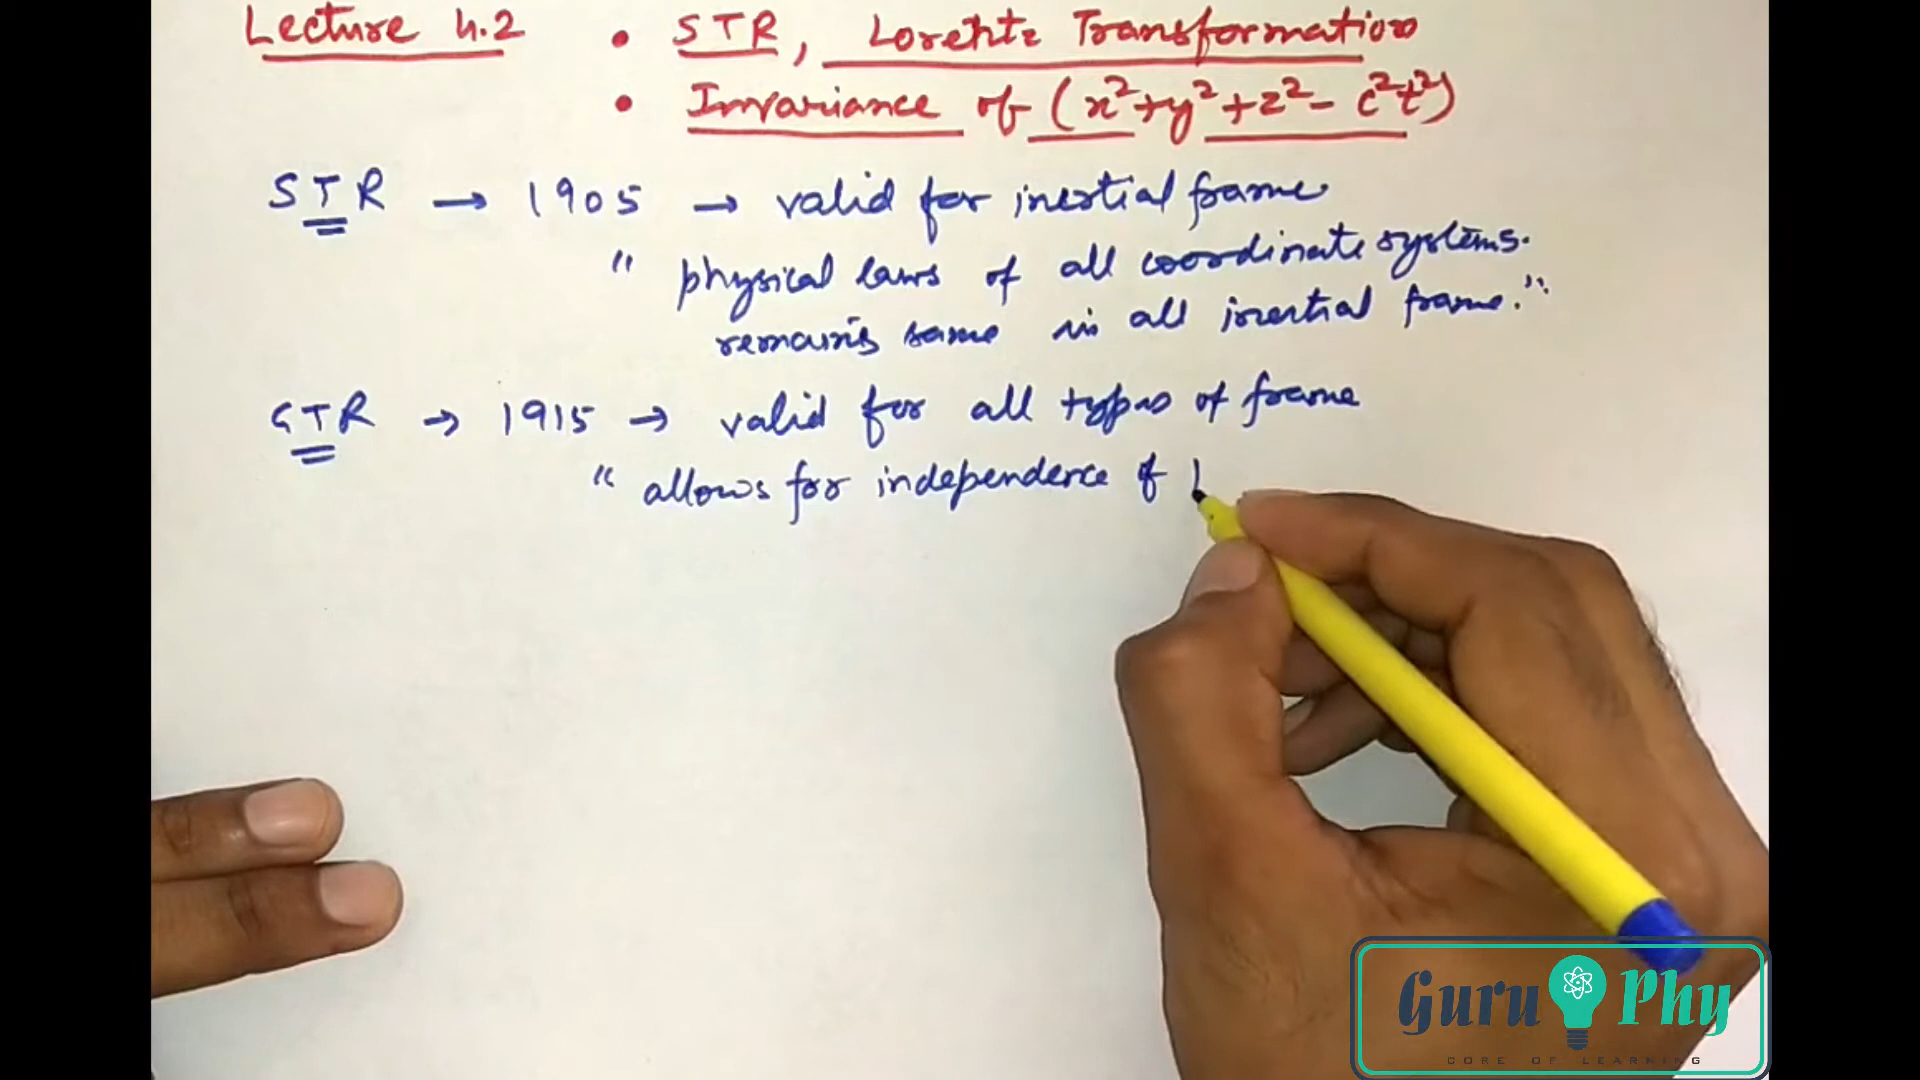 Lecture 4.2 • STR, Lorentz Transformation
• Invariance of (x²+y²+z²- c²t²)
STR → 1905 → valid for inertial frame
" physical laws of all coordinate systems.
remains same in all inertial frame."
GTR → 1915 → valid for all types of frame
" allows for independence of
Guru Phy
CORE OF LEARNING